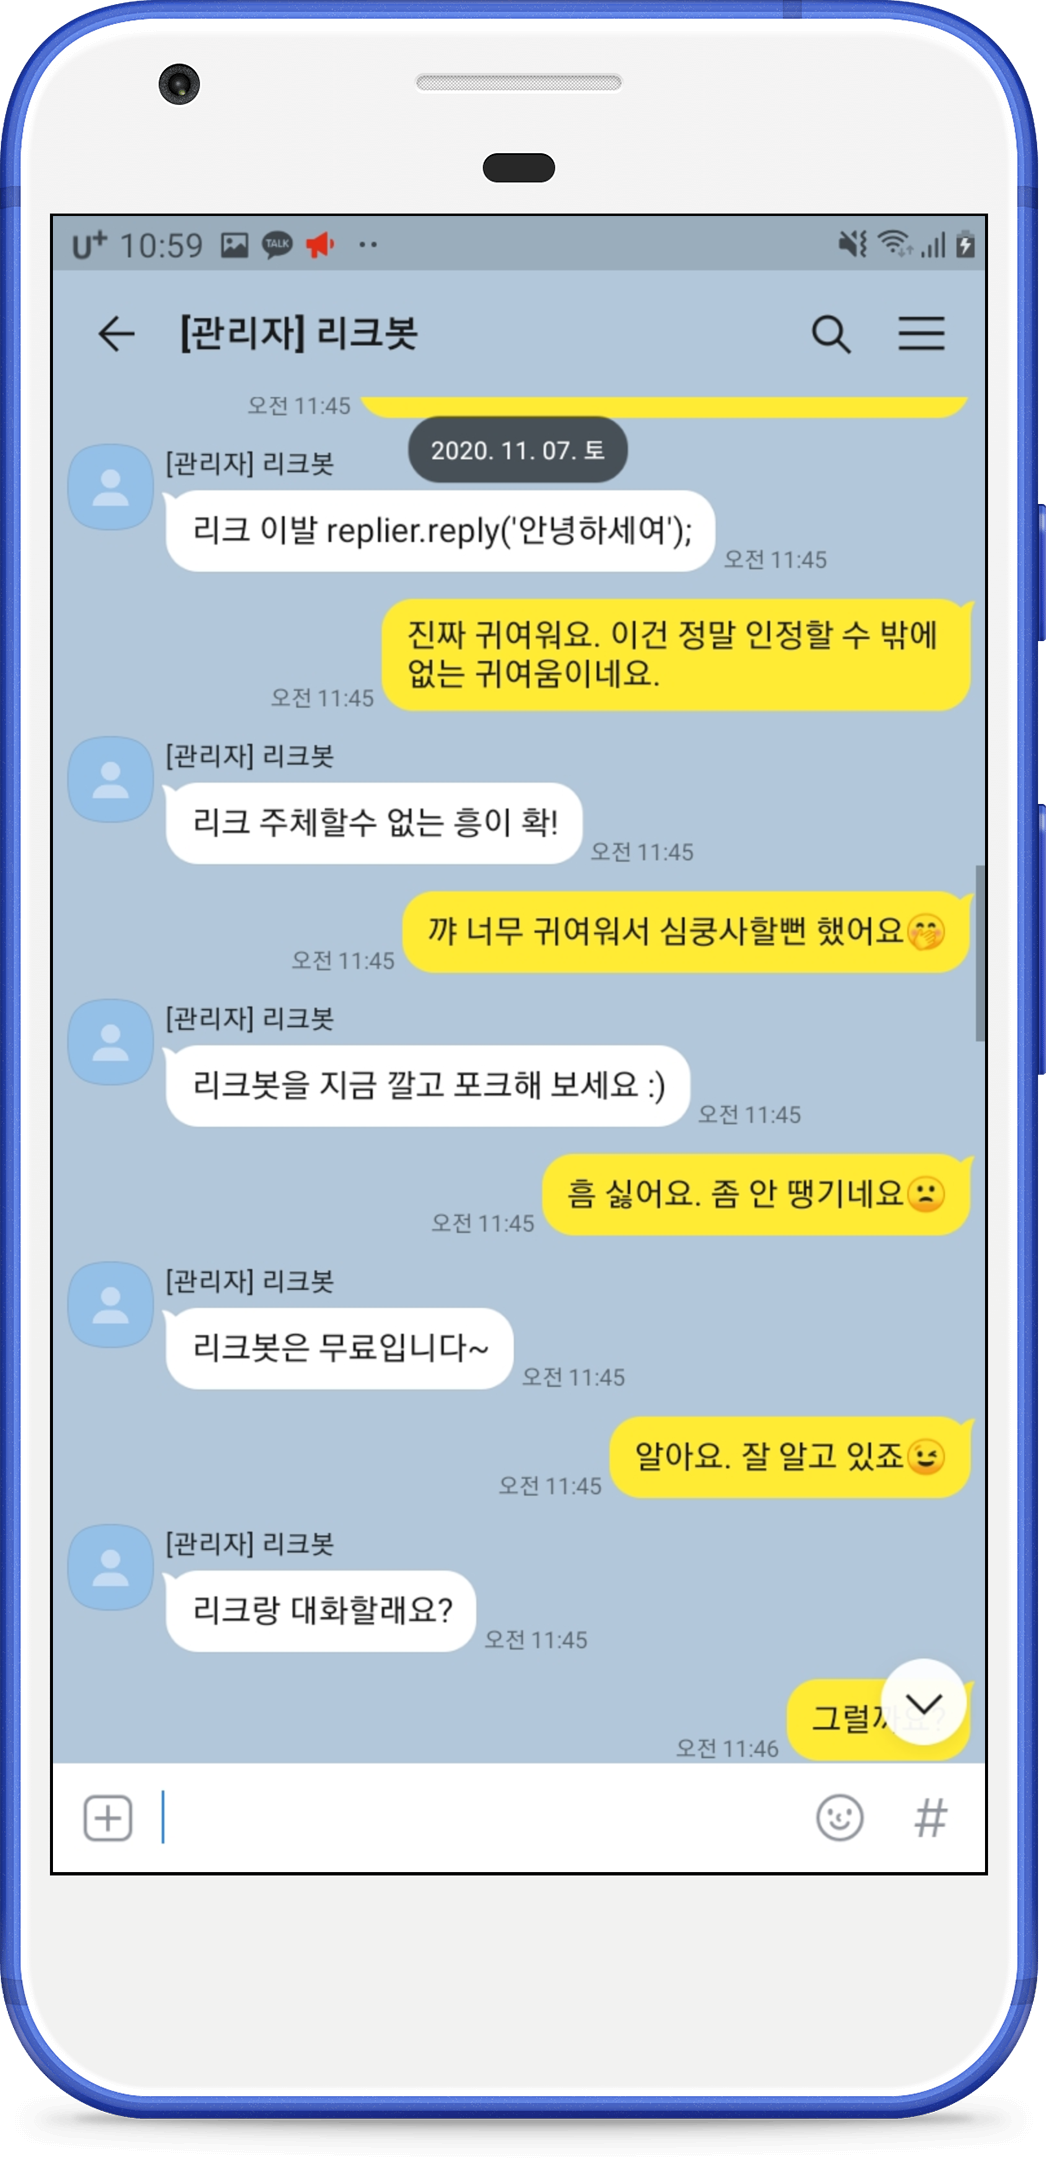 U+ 10:59 TALK
[관리자] 리크봇
오전 11:45
2020. 11. 07. 토
[관리자] 리크봇
리크 이발 replier.reply('안녕하세여');
오전 11:45
진짜 귀여워요. 이건 정말 인정할 수 밖에
없는 귀여움이네요.
오전 11:45
[관리자] 리크봇
리크 주체할수 없는 흥이 확!
오전 11:45
꺄 너무 귀여워서 심쿵사할뻔 했어요🤭
오전 11:45
[관리자] 리크봇
리크봇을 지금 깔고 포크해 보세요 :)
오전 11:45
흠 싫어요. 좀 안 땡기네요🙁
오전 11:45
[관리자] 리크봇
리크봇은 무료입니다~
오전 11:45
알아요. 잘 알고 있죠😉
오전 11:45
[관리자] 리크봇
리크랑 대화할래요?
오전 11:45
그럴까요?
오전 11:46
#